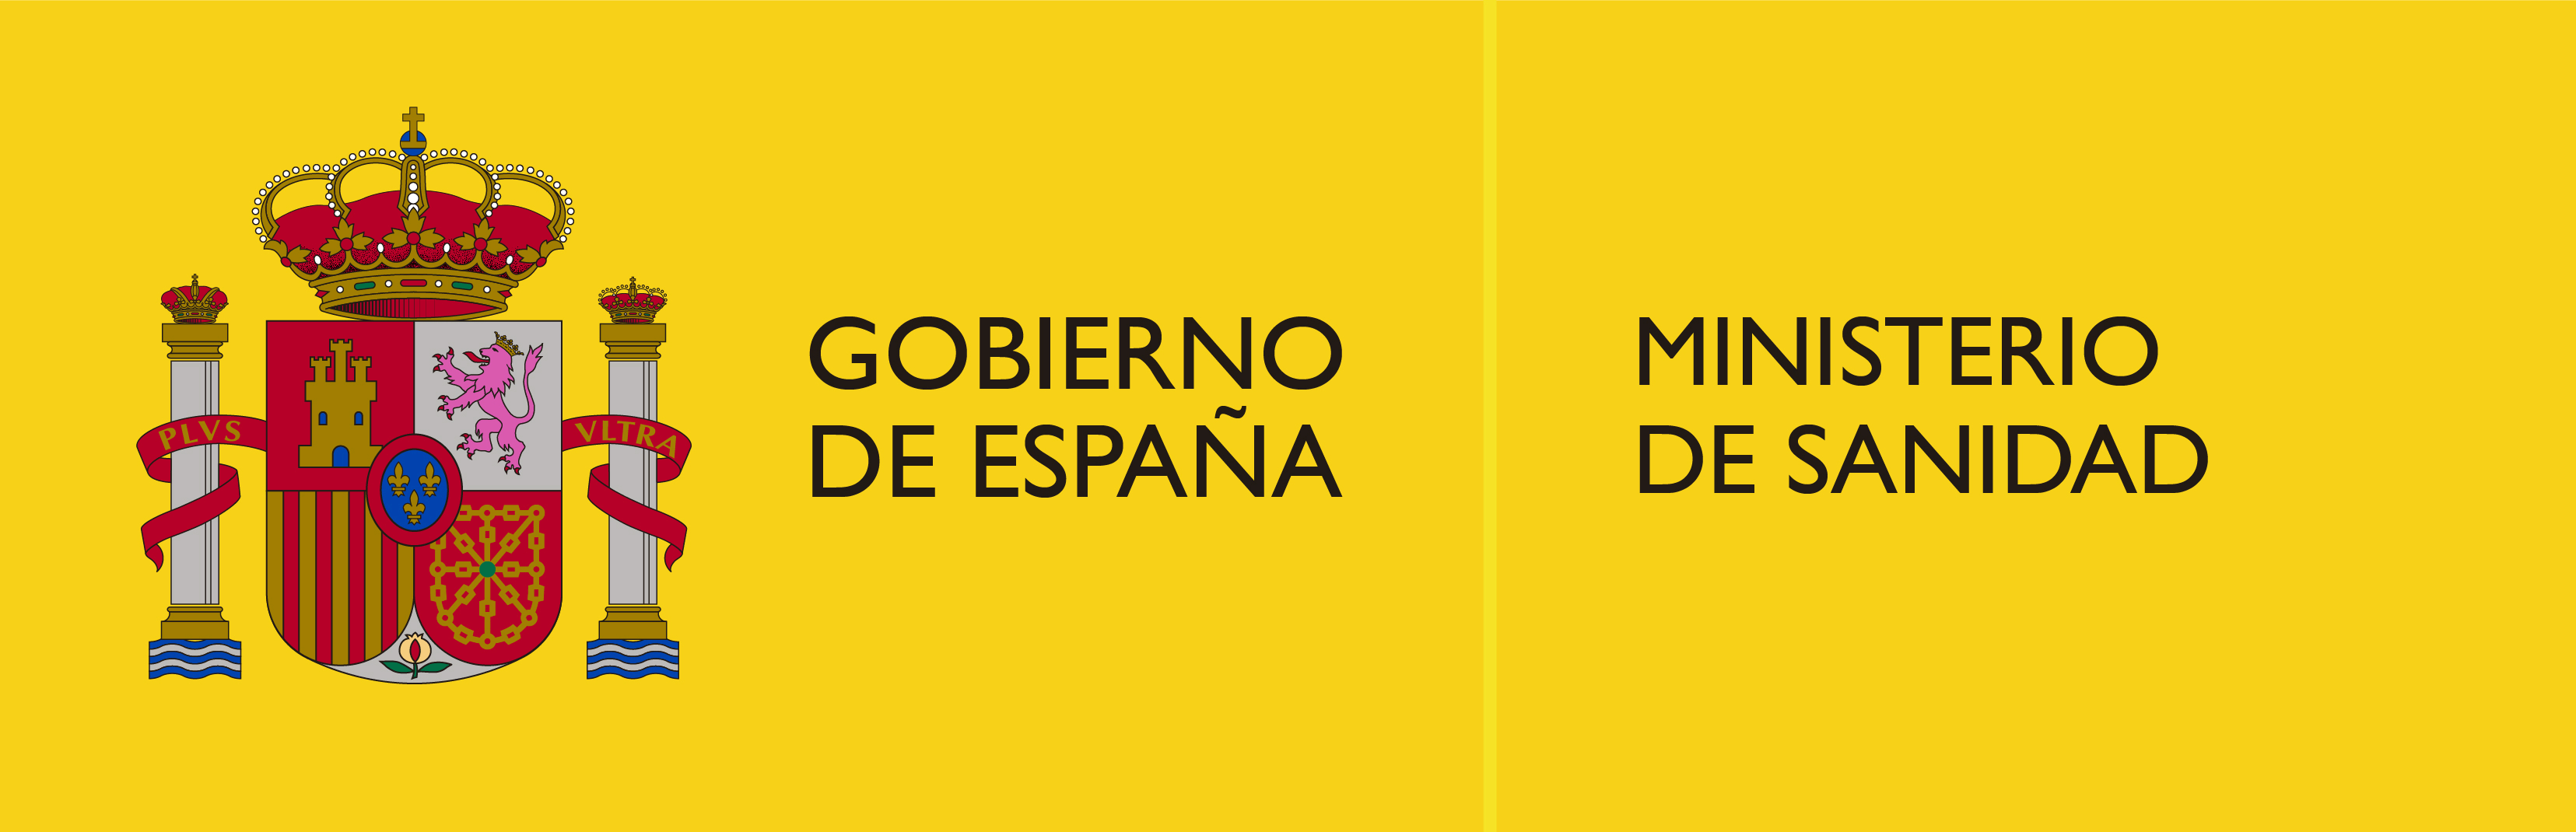 PLVS
VLTRA
GOBIERNO
DE ESPAÑA
MINISTERIO
DE SANIDAD